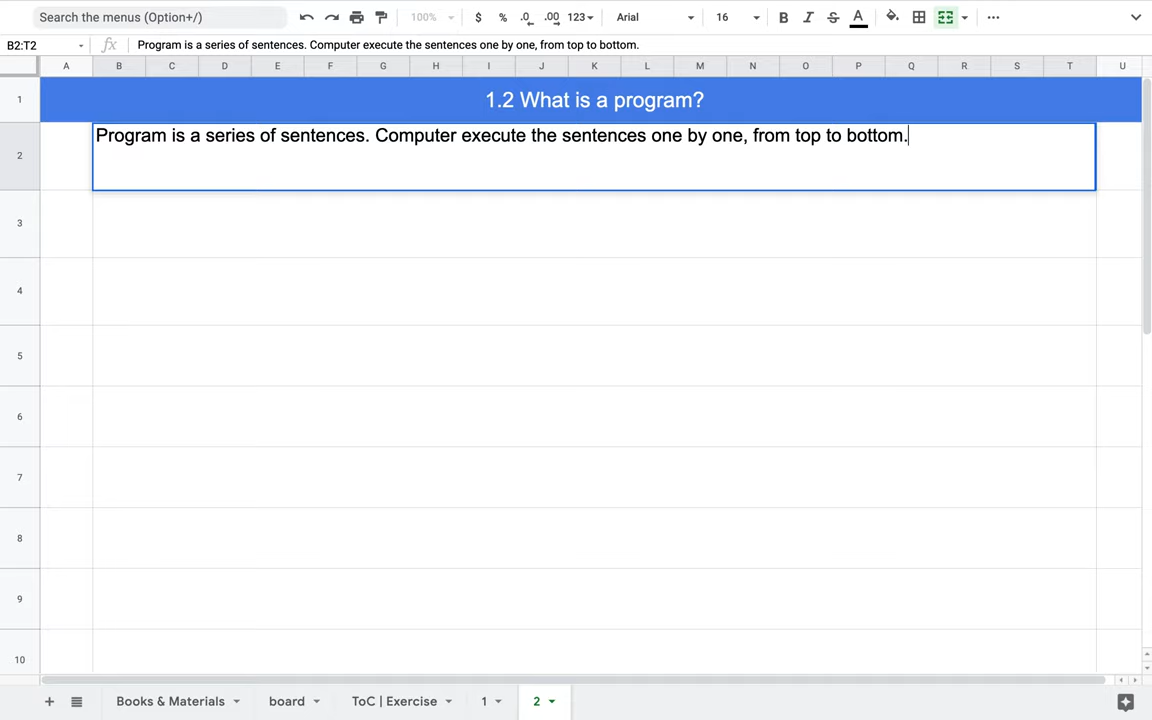 Search the menus (Option+/)
100%
$
%
.0
.00
123
Arial
16
B
I
S
A
B2:T2
fx
Program is a series of sentences. Computer execute the sentences one by one, from top to bottom.
A B C D E F G H I J K L M N O P Q R S T U
1
1.2 What is a program?
2
Program is a series of sentences. Computer execute the sentences one by one, from top to bottom.
3
4
5
6
7
8
9
10
Books & Materials
board
ToC | Exercise
1
2